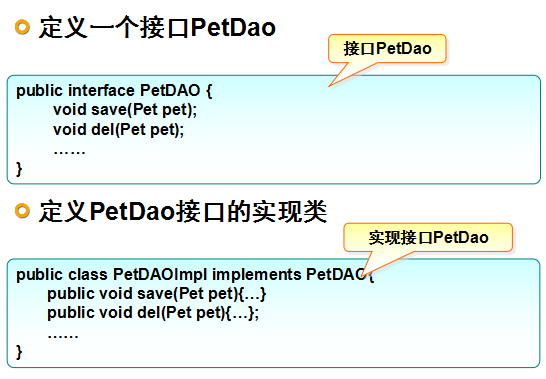 定义一个接口PetDao
接口PetDao
public interface PetDAO {
void save(Pet pet);
void del(Pet pet);
……
}
定义PetDao接口的实现类
实现接口PetDao
public class PetDAOImpl implements PetDAO{
public void save(Pet pet){…}
public void del(Pet pet){…};
……
}